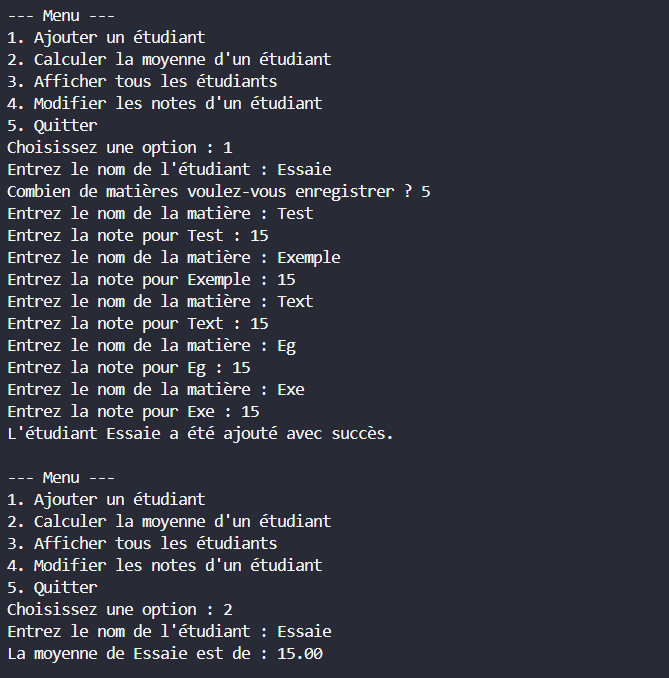 --- Menu ---
1. Ajouter un étudiant
2. Calculer la moyenne d'un étudiant
3. Afficher tous les étudiants
4. Modifier les notes d'un étudiant
5. Quitter
Choisissez une option : 1
Entrez le nom de l'étudiant : Essaie
Combien de matières voulez-vous enregistrer ? 5
Entrez le nom de la matière : Test
Entrez la note pour Test : 15
Entrez le nom de la matière : Exemple
Entrez la note pour Exemple : 15
Entrez le nom de la matière : Text
Entrez la note pour Text : 15
Entrez le nom de la matière : Eg
Entrez la note pour Eg : 15
Entrez le nom de la matière : Exe
Entrez la note pour Exe : 15
L'étudiant Essaie a été ajouté avec succès.

--- Menu ---
1. Ajouter un étudiant
2. Calculer la moyenne d'un étudiant
3. Afficher tous les étudiants
4. Modifier les notes d'un étudiant
5. Quitter
Choisissez une option : 2
Entrez le nom de l'étudiant : Essaie
La moyenne de Essaie est de : 15.00